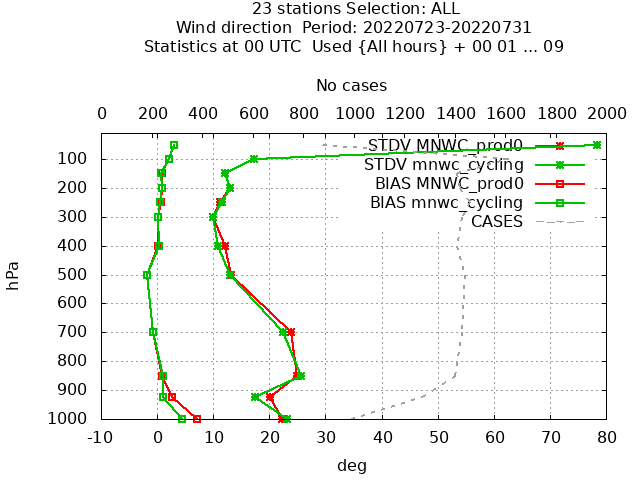 23 stations Selection: ALL
Wind direction  Period: 20220723-20220731
Statistics at 00 UTC  Used {All hours} + 00 01 ... 09
No cases
0 200 400 600 800 1000 1200 1400 1600 1800 2000
STDV MNWC_prod0
STDV mnwc_cycling
BIAS MNWC_prod0
BIAS mnwc_cycling
CASES
hPa
100
200
300
400
500
600
700
800
900
1000
-10 0 10 20 30 40 50 60 70 80
deg